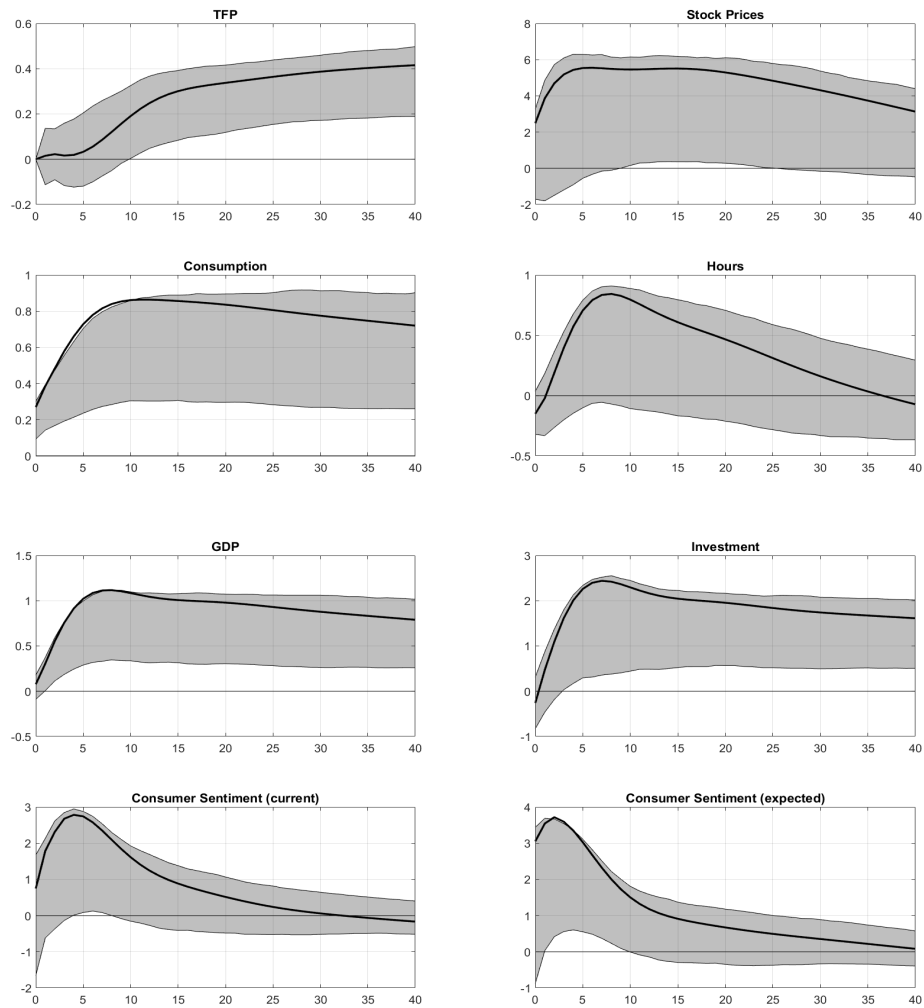 TFP
0.6
0.4
0.2
0
-0.2
0 5 10 15 20 25 30 35 40
Stock Prices
8
6
4
2
0
-2
0 5 10 15 20 25 30 35 40
Consumption
1
0.8
0.6
0.4
0.2
0
0 5 10 15 20 25 30 35 40
Hours
1
0.5
0
-0.5
0 5 10 15 20 25 30 35 40
GDP
1.5
1
0.5
0
-0.5
0 5 10 15 20 25 30 35 40
Investment
3
2
1
0
-1
0 5 10 15 20 25 30 35 40
Consumer Sentiment (current)
3
2
1
0
-1
-2
0 5 10 15 20 25 30 35 40
Consumer Sentiment (expected)
4
3
2
1
0
-1
0 5 10 15 20 25 30 35 40